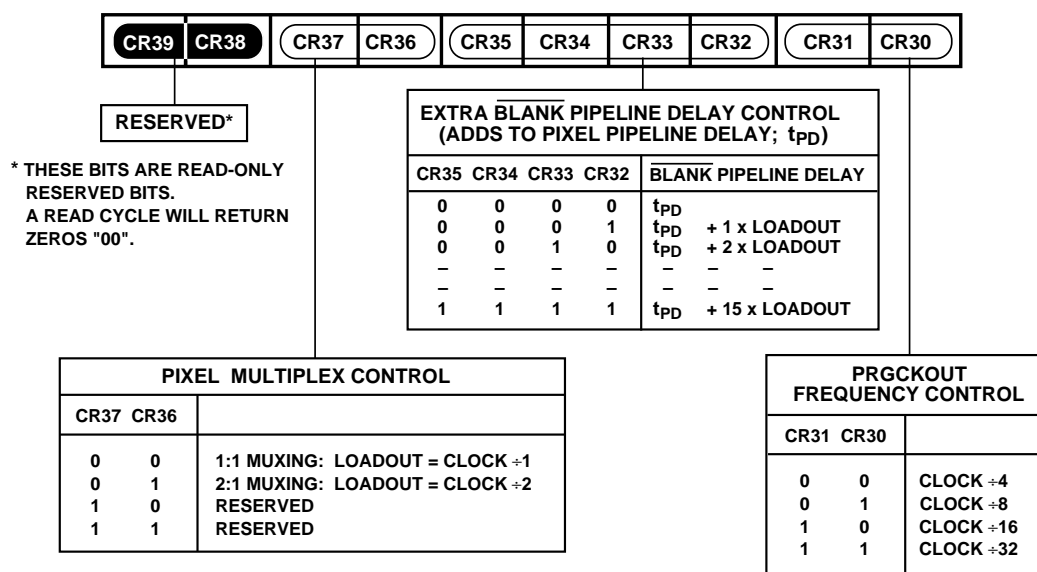 CR39 CR38 CR37 CR36 CR35 CR34 CR33 CR32 CR31 CR30
RESERVED*
* THESE BITS ARE READ-ONLY
RESERVED BITS.
A READ CYCLE WILL RETURN
ZEROS "00".
EXTRA BLANK PIPELINE DELAY CONTROL
(ADDS TO PIXEL PIPELINE DELAY; tPD)
CR35 CR34 CR33 CR32 BLANK PIPELINE DELAY
0 0 0 0 tPD
0 0 0 1 tPD + 1 x LOADOUT
0 0 1 0 tPD + 2 x LOADOUT
– – – – – – –
– – – – – – –
1 1 1 1 tPD + 15 x LOADOUT
PIXEL MULTIPLEX CONTROL
CR37 CR36
0 0 1:1 MUXING: LOADOUT = CLOCK ÷1
0 1 2:1 MUXING: LOADOUT = CLOCK ÷2
1 0 RESERVED
1 1 RESERVED
PRGCKOUT
FREQUENCY CONTROL
CR31 CR30
0 0 CLOCK ÷4
0 1 CLOCK ÷8
1 0 CLOCK ÷16
1 1 CLOCK ÷32